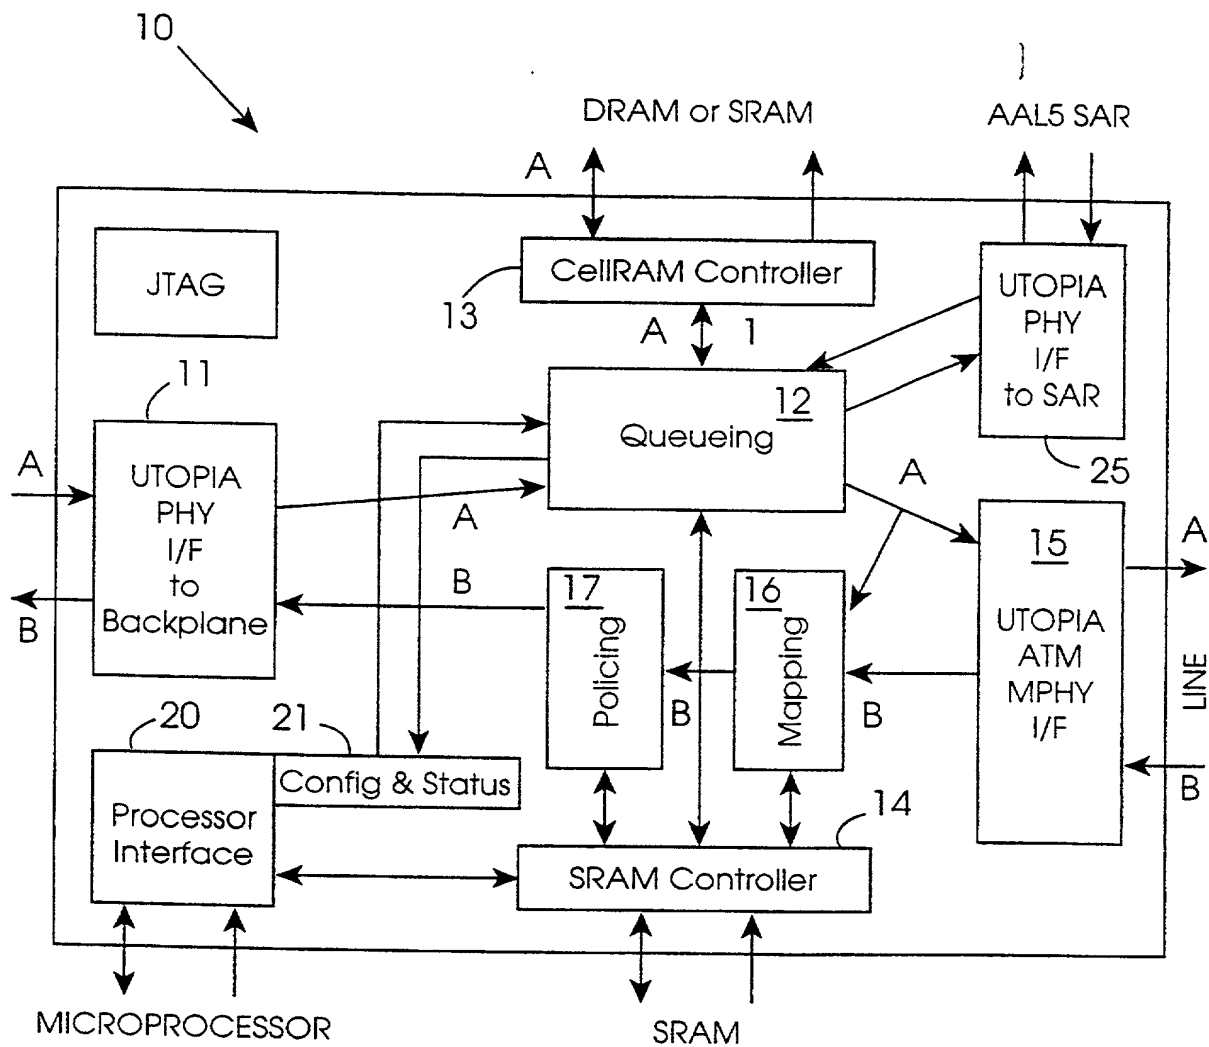 10
DRAM or SRAM
AAL5 SAR
A
JTAG
CellRAM Controller
13
A
1
UTOPIA
PHY
I/F
to SAR
25
11
12
Queueing
A
UTOPIA
PHY
I/F
to
Backplane
A
B
B
A
15
UTOPIA
ATM
MPHY
I/F
A
LINE
B
17
Policing
16
Mapping
B
B
20
21
Config & Status
Processor
Interface
14
SRAM Controller
MICROPROCESSOR
SRAM